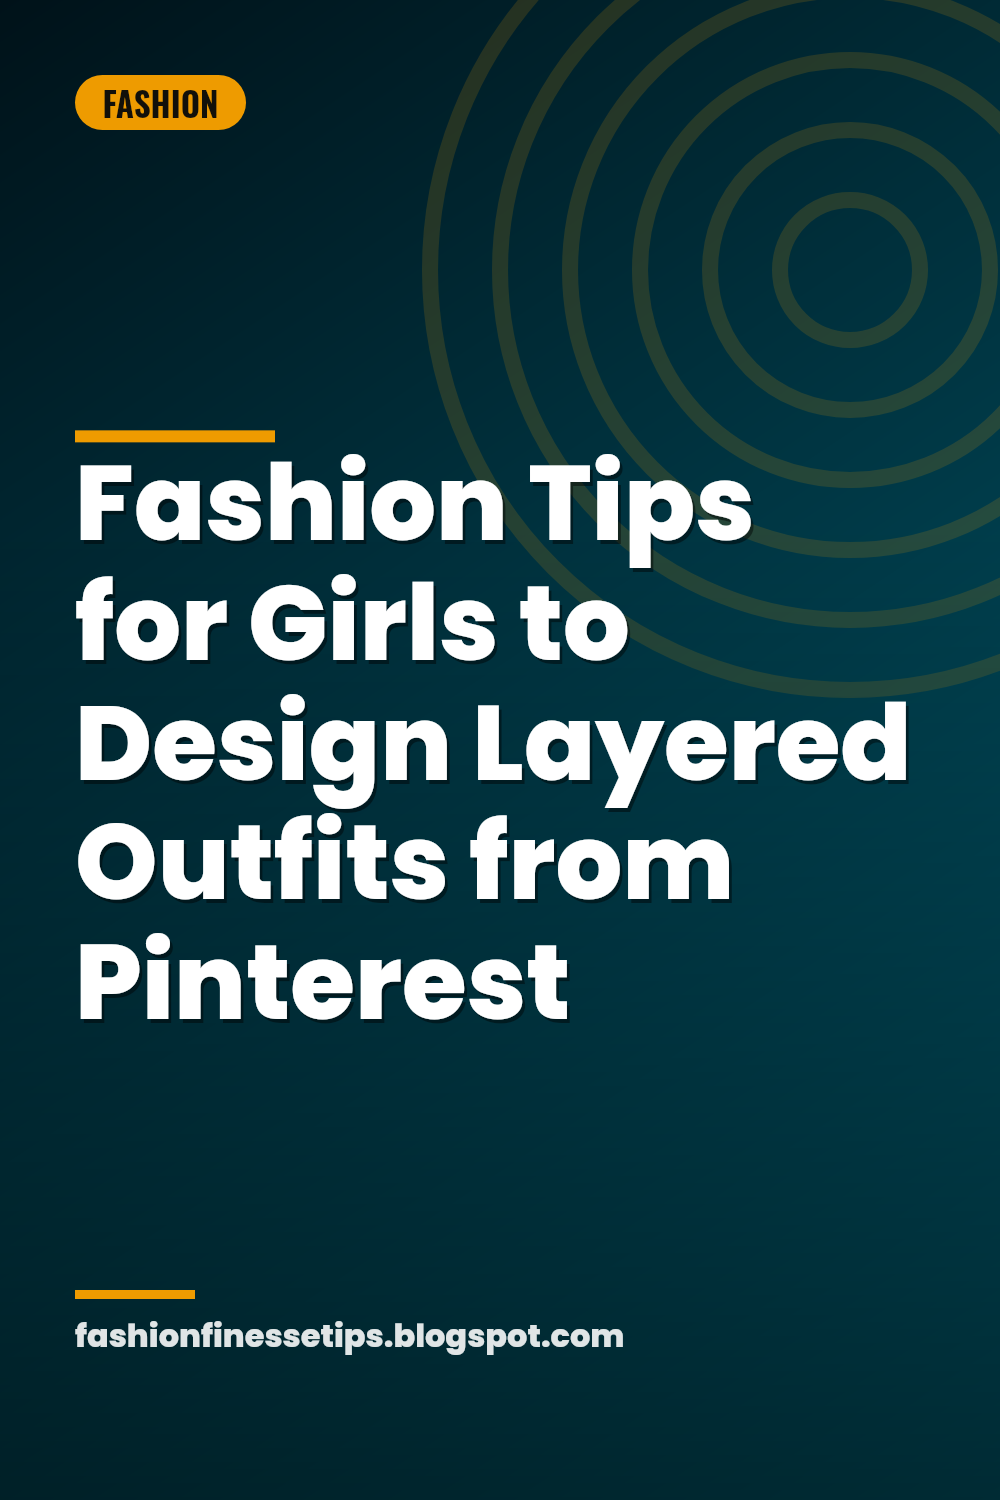 FASHION
Fashion Tips
for Girls to
Design Layered
Outfits from
Pinterest
fashionfinessetips.blogspot.com